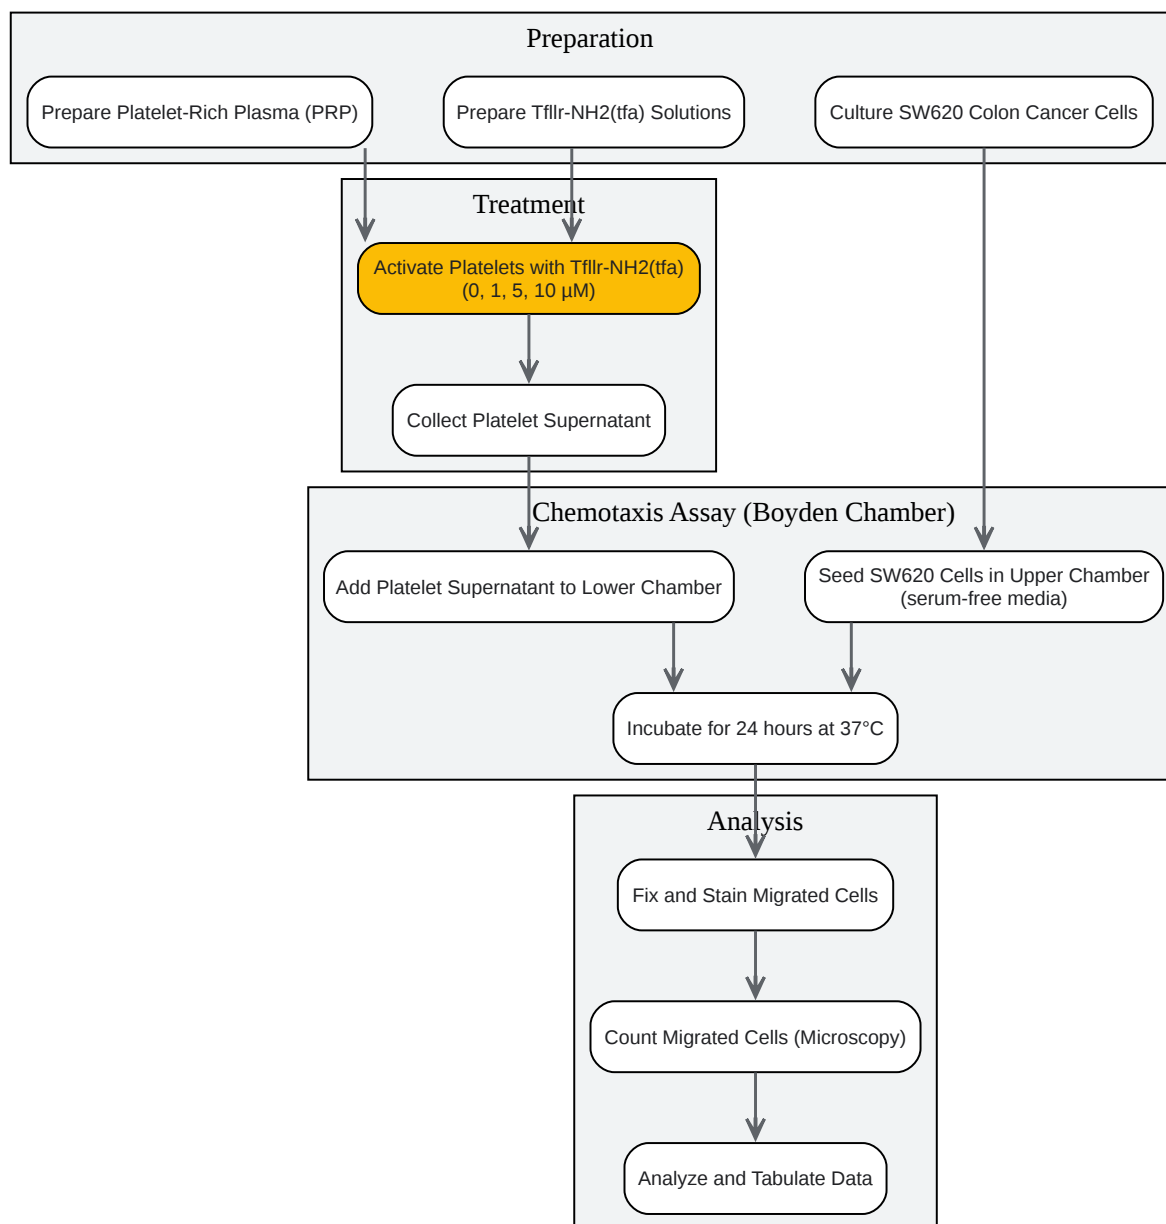 Preparation
Prepare Platelet-Rich Plasma (PRP)
Prepare Tfllr-NH2(tfa) Solutions
Culture SW620 Colon Cancer Cells
Treatment
Activate Platelets with Tfllr-NH2(tfa)
(0, 1, 5, 10 µM)
Collect Platelet Supernatant
Chemotaxis Assay (Boyden Chamber)
Add Platelet Supernatant to Lower Chamber
Seed SW620 Cells in Upper Chamber
(serum-free media)
Incubate for 24 hours at 37°C
Analysis
Fix and Stain Migrated Cells
Count Migrated Cells (Microscopy)
Analyze and Tabulate Data